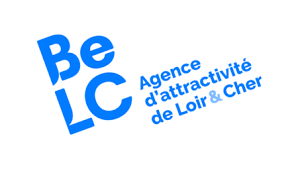 Be
LC
Agence
d'attractivité
de Loir & Cher